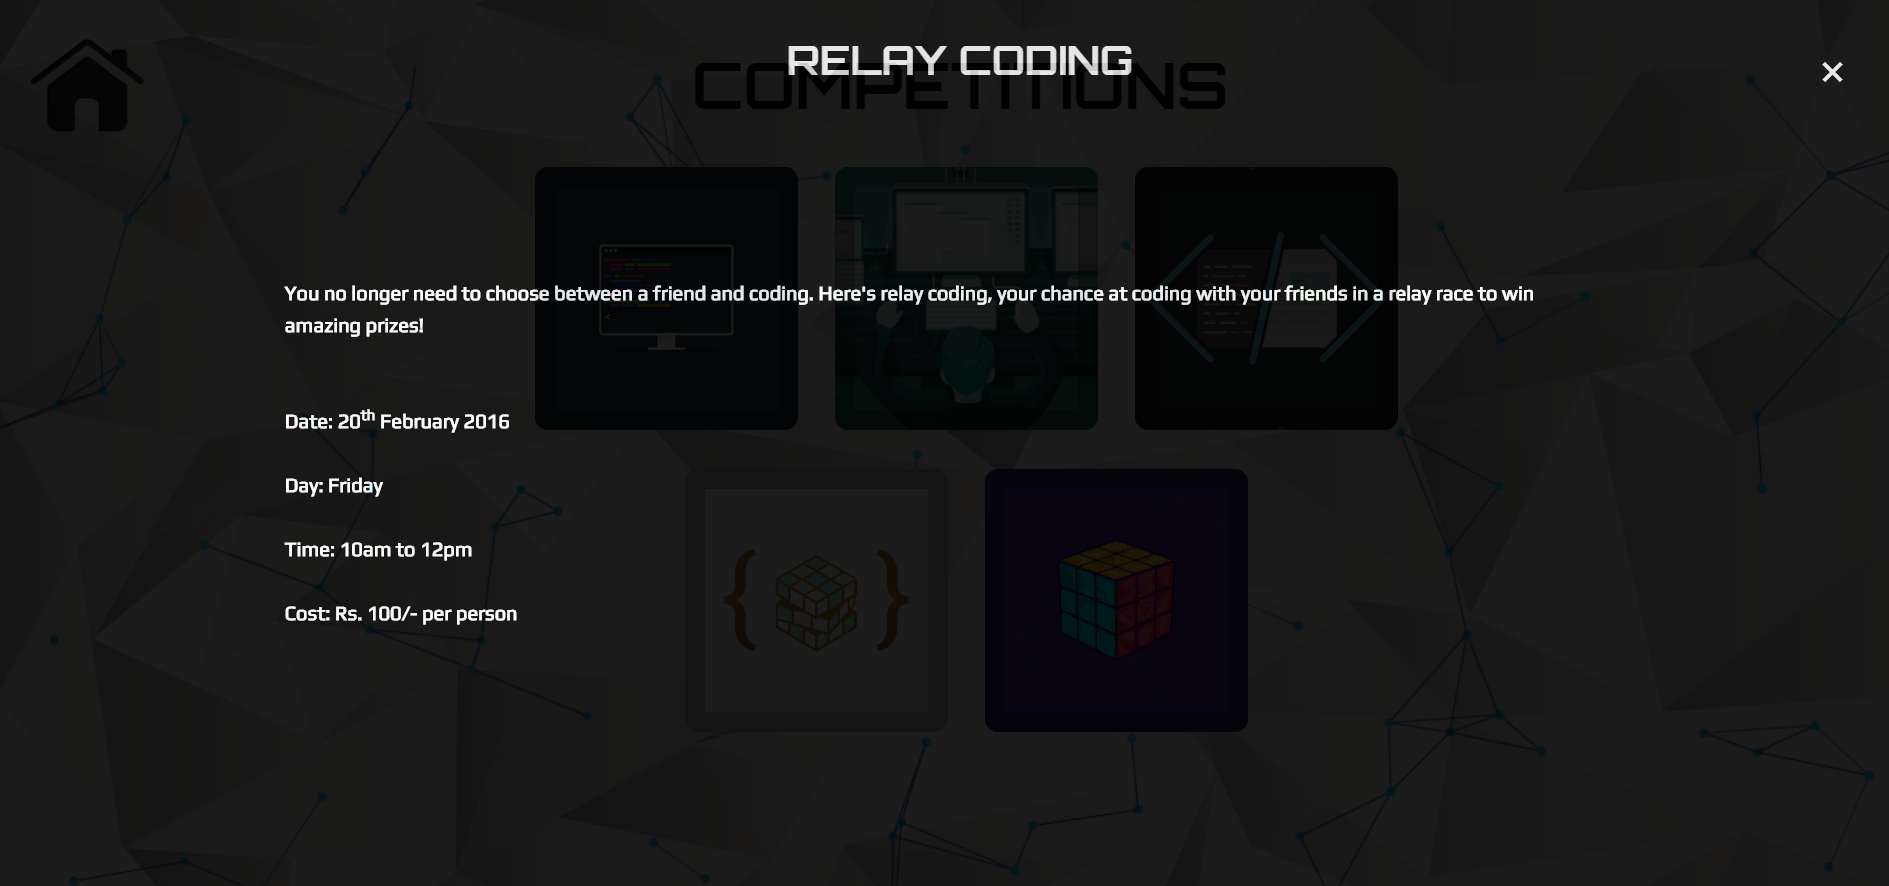 RELAY CODING
COMPETITIONS
You no longer need to choose between a friend and coding. Here's relay coding, your chance at coding with your friends in a relay race to win
amazing prizes!
Date: 20th February 2016
Day: Friday
Time: 10am to 12pm
Cost: Rs. 100/- per person